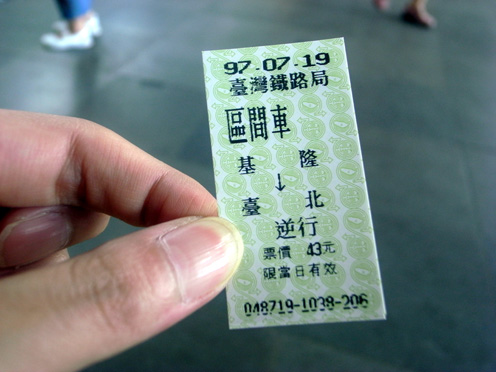 97.07.19
臺灣鐵路局
區間車
基隆
↓
臺北
逆行
票價 43元
限當日有效
048719-1038-206